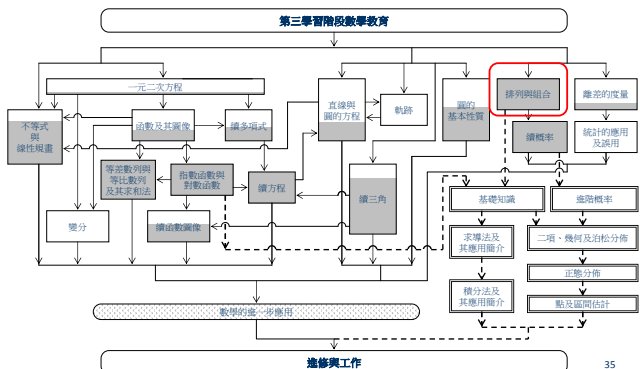 第三學習階段數學教育
一元二次方程
不等式
與
線性規畫
函數及其圖像
續多項式
直線與
圓的方程
軌跡
圓的
基本性質
排列與組合
離差的度量
續概率
統計的應用
及誤用
等差數列與
等比數列
及其求和法
指數函數與
對數函數
續方程
續三角
基礎知識
進階概率
變分
續函數圖像
求導法及
其應用簡介
二項、幾何及泊松分佈
正態分佈
積分法及
其應用簡介
點及區間估計
數學的進一步應用
進修與工作
35